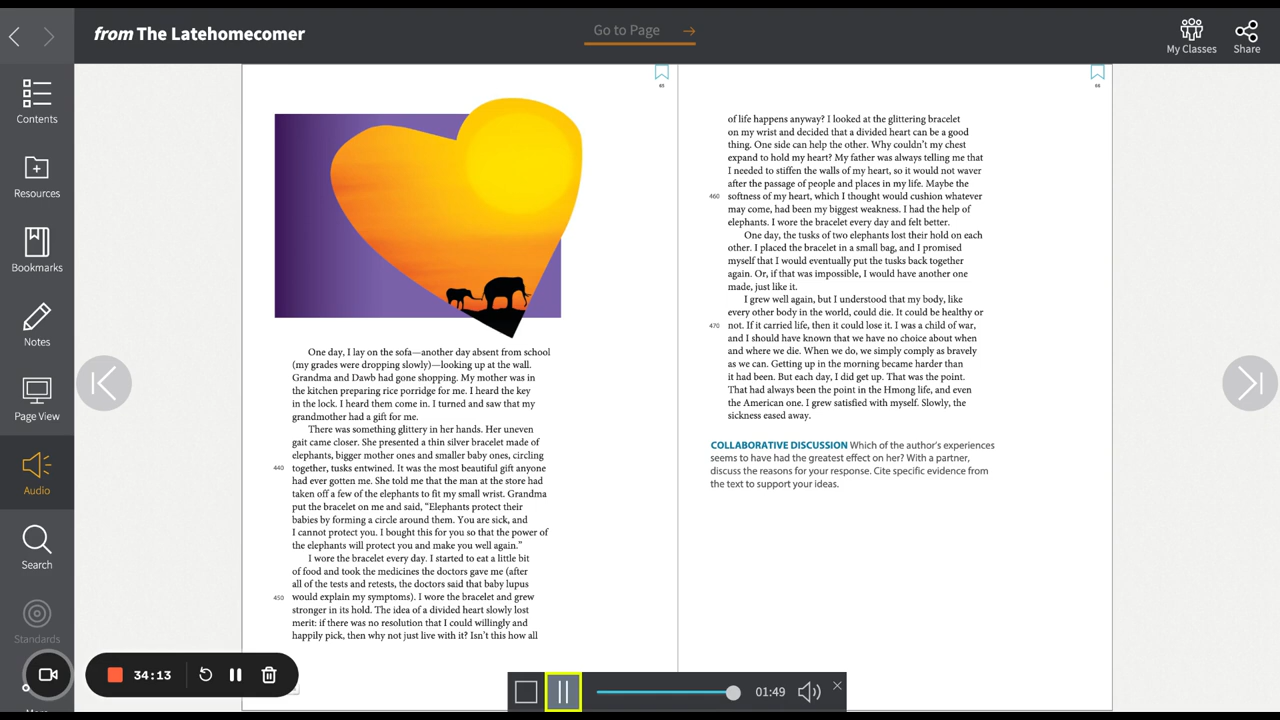 from The Latehomecomer
Go to Page
My Classes
Share
Contents
Resources
Bookmarks
Notes
Page View
Audio
Search
Standards
65
One day, I lay on the sofa—another day absent from school
(my grades were dropping slowly)—looking up at the wall.
Grandma and Dawb had gone shopping. My mother was in
the kitchen preparing rice porridge for me. I heard the key
in the lock. I heard them come in. I turned and saw that my
grandmother had a gift for me.
There was something glittery in her hands. Her uneven
gait came closer. She presented a thin silver bracelet made of
elephants, bigger mother ones and smaller baby ones, circling
440 together, tusks entwined. It was the most beautiful gift anyone
had ever gotten me. She told me that the man at the store had
taken off a few of the elephants to fit my small wrist. Grandma
put the bracelet on me and said, “Elephants protect their
babies by forming a circle around them. You are sick, and
I cannot protect you. I bought this for you so that the power of
the elephants will protect you and make you well again.”
I wore the bracelet every day. I started to eat a little bit
of food and took the medicines the doctors gave me (after
all of the tests and retests, the doctors said that baby lupus
450 would explain my symptoms). I wore the bracelet and grew
stronger in its hold. The idea of a divided heart slowly lost
merit: if there was no resolution that I could willingly and
happily pick, then why not just live with it? Isn’t this how all
66
of life happens anyway? I looked at the glittering bracelet
on my wrist and decided that a divided heart can be a good
thing. One side can help the other. Why couldn’t my chest
expand to hold my heart? My father was always telling me that
I needed to stiffen the walls of my heart, so it would not waver
after the passage of people and places in my life. Maybe the
460 softness of my heart, which I thought would cushion whatever
may come, had been my biggest weakness. I had the help of
elephants. I wore the bracelet every day and felt better.
One day, the tusks of two elephants lost their hold on each
other. I placed the bracelet in a small bag, and I promised
myself that I would eventually put the tusks back together
again. Or, if that was impossible, I would have another one
made, just like it.
I grew well again, but I understood that my body, like
every other body in the world, could die. It could be healthy or
470 not. If it carried life, then it could lose it. I was a child of war,
and I should have known that we have no choice about when
and where we die. When we do, we simply comply as bravely
as we can. Getting up in the morning became harder than
it had been. But each day, I did get up. That was the point.
That had always been the point in the Hmong life, and even
the American one. I grew satisfied with myself. Slowly, the
sickness eased away.
COLLABORATIVE DISCUSSION Which of the author’s experiences
seems to have had the greatest effect on her? With a partner,
discuss the reasons for your response. Cite specific evidence from
the text to support your ideas.
34:13
01:49